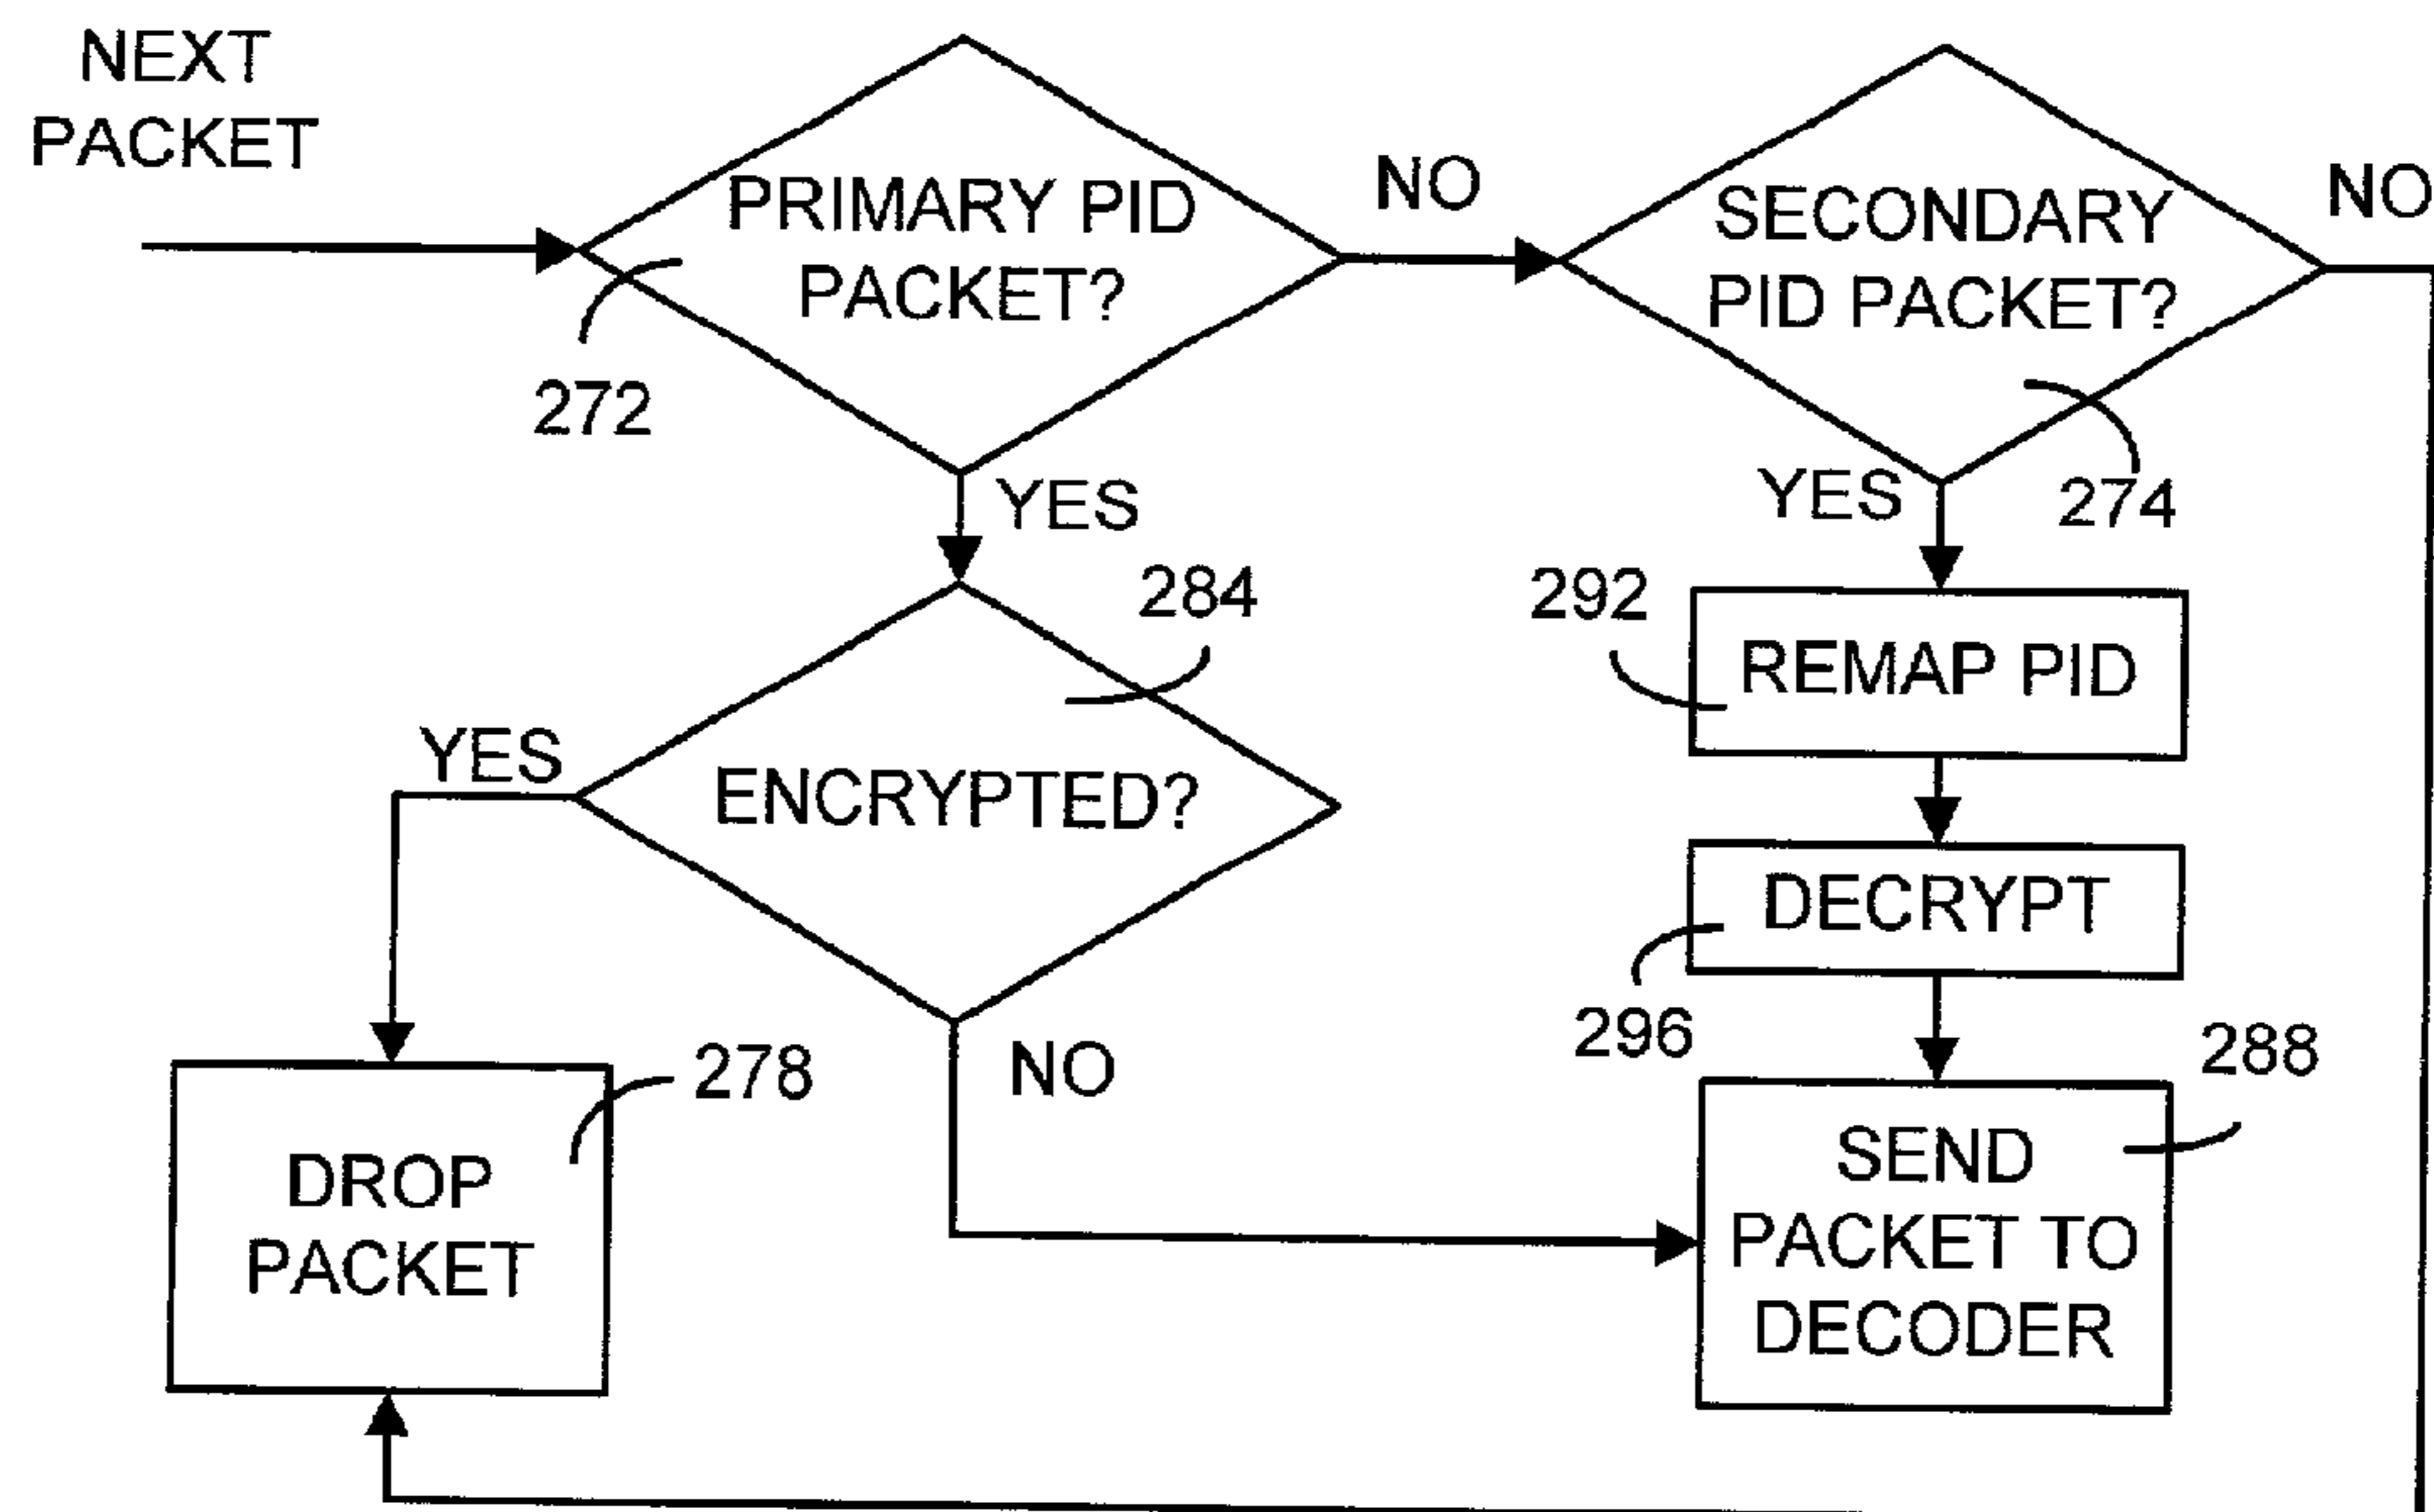 NEXT
PACKET
PRIMARY PID
PACKET?
272
NO
SECONDARY
PID PACKET?
274
NO
YES
YES
284
ENCRYPTED?
YES
NO
292
REMAP PID
DECRYPT
296
278
DROP
PACKET
288
SEND
PACKET TO
DECODER